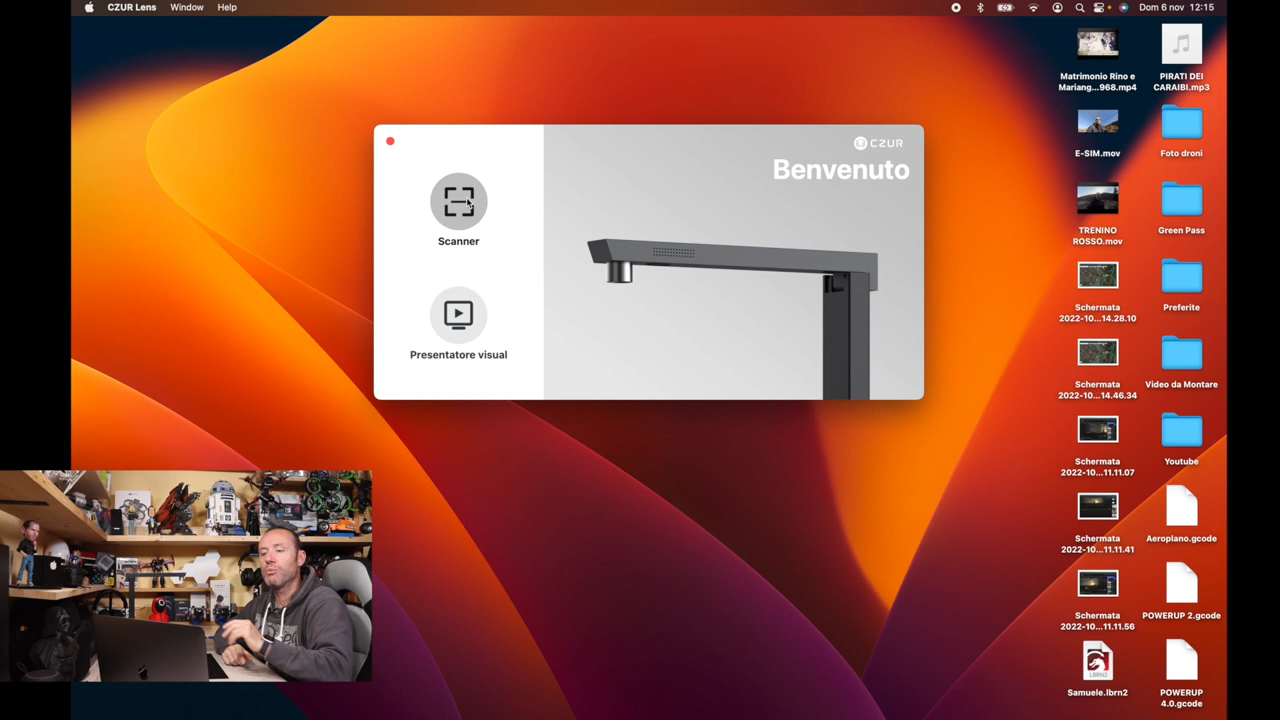 CZUR Lens Window Help
Dom 6 nov 12:15
CZUR
Benvenuto
Scanner
Presentatore visual
Matrimonio Rino e
Mariang...968.mp4
PIRATI DEI
CARAIBI.mp3
E-SIM.mov
Foto droni
TRENINO
ROSSO.mov
Green Pass
Schermata
2022-10...14.28.10
Preferite
Schermata
2022-10...14.46.34
Video da Montare
Schermata
2022-10...11.11.07
Youtube
Schermata
2022-10...11.11.41
Aeroplano.gcode
Schermata
2022-10...11.11.56
POWERUP 2.gcode
LBRN2
Samuele.lbrn2
POWERUP
4.0.gcode